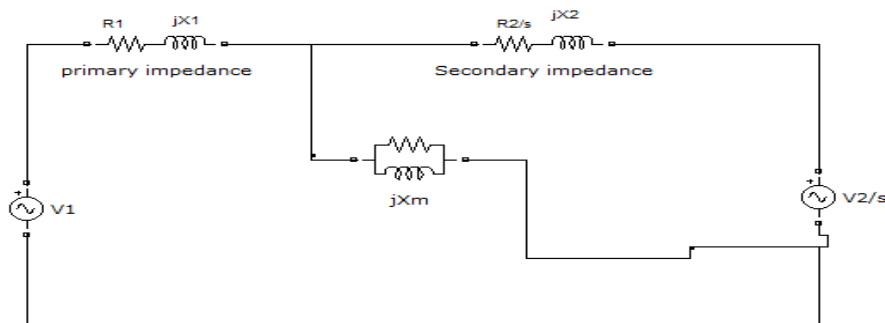 R1 jX1
R2/s jX2
primary impedance
Secondary impedance
jXm
+
V1
+
V2/s